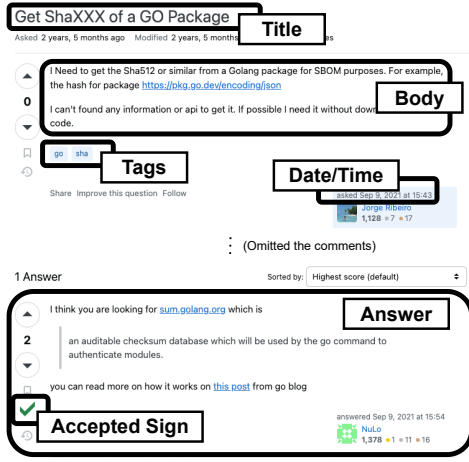 Get ShaXXX of a GO Package
Title
Asked 2 years, 5 months ago Modified 2 years, 5 months es
I Need to get the Sha512 or similar from a Golang package for SBOM purposes. For example,
0 the hash for package https://pkg.go.dev/encoding/json
Body
I can't found any information or api to get it. If possible I need it without dow
code.
go sha
Tags
Date/Time
Share Improve this question Follow
asked Sep 9, 2021 at 15:43
Jorge Ribeiro
1,128 7 17
(Omitted the comments)
1 Answer Sorted by: Highest score (default)
I think you are looking for sum.golang.org which is
Answer
2 an auditable checksum database which will be used by the go command to
authenticate modules.
you can read more on how it works on this post from go blog
Accepted Sign
answered Sep 9, 2021 at 15:54
NuLo
1,378 1 11 16